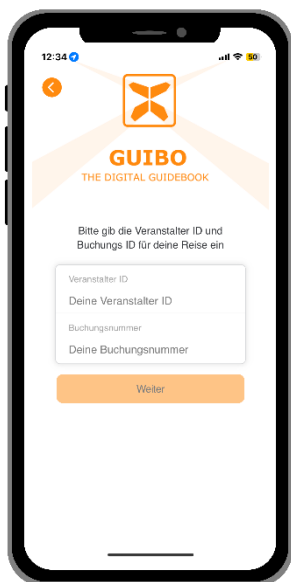 12:34
50
GUIBO
THE DIGITAL GUIDEBOOK
Bitte gib die Veranstalter ID und
Buchungs ID für deine Reise ein
Veranstalter ID
Deine Veranstalter ID
Buchungsnummer
Deine Buchungsnummer
Weiter